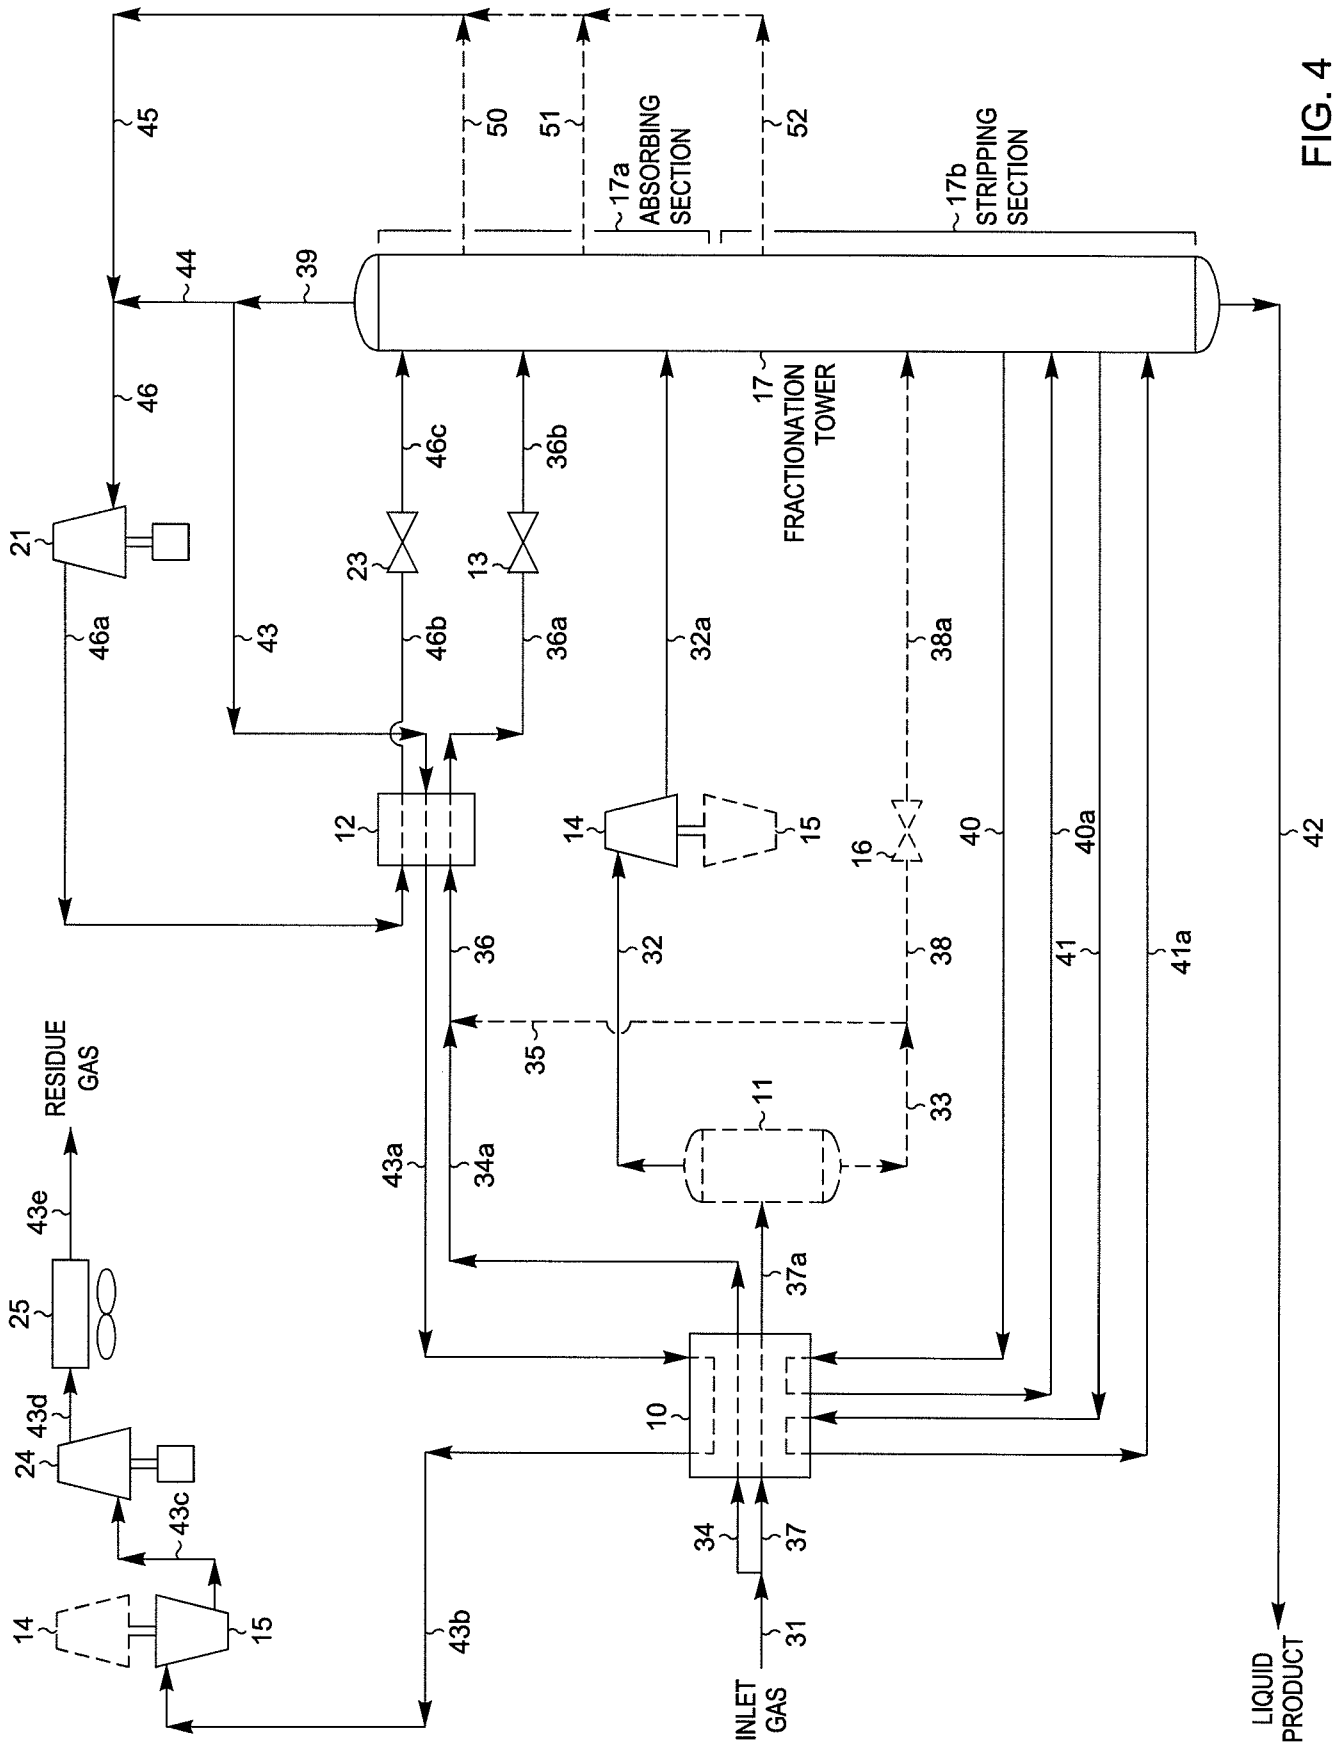 RESIDUE
GAS
14
15
43c
24
43d
25
43e
43b
46a
21
46
45
44
39
43
43a
34a
36
12
46b
23
46c
36a
13
36b
50
51
52
17a
ABSORBING
SECTION
17b
STRIPPING
SECTION
35
32
14
15
32a
17
FRACTIONATION
TOWER
INLET
GAS
31
34
37
10
37a
11
33
38
16
38a
40
40a
41
41a
42
LIQUID
PRODUCT
FIG. 4